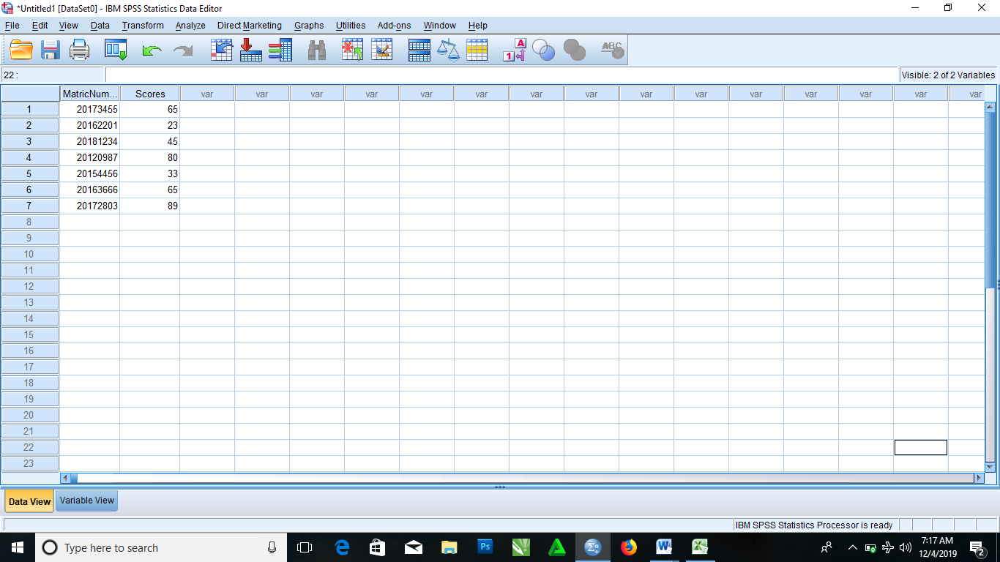 *Untitled1 [DataSet0] - IBM SPSS Statistics Data Editor
File Edit View Data Transform Analyze Direct Marketing Graphs Utilities Add-ons Window Help
A
1
ABC
22 :
Visible: 2 of 2 Variables
MatricNum... Scores var var var var var var var var var var var var var var var
1 20173455 65
2 20162201 23
3 20181234 45
4 20120987 80
5 20154456 33
6 20163666 65
7 20172803 89
8
9
10
11
12
13
14
15
16
17
18
19
20
21
22
23
Data View Variable View
IBM SPSS Statistics Processor is ready
Type here to search
Ps
7:17 AM
12/4/2019
2